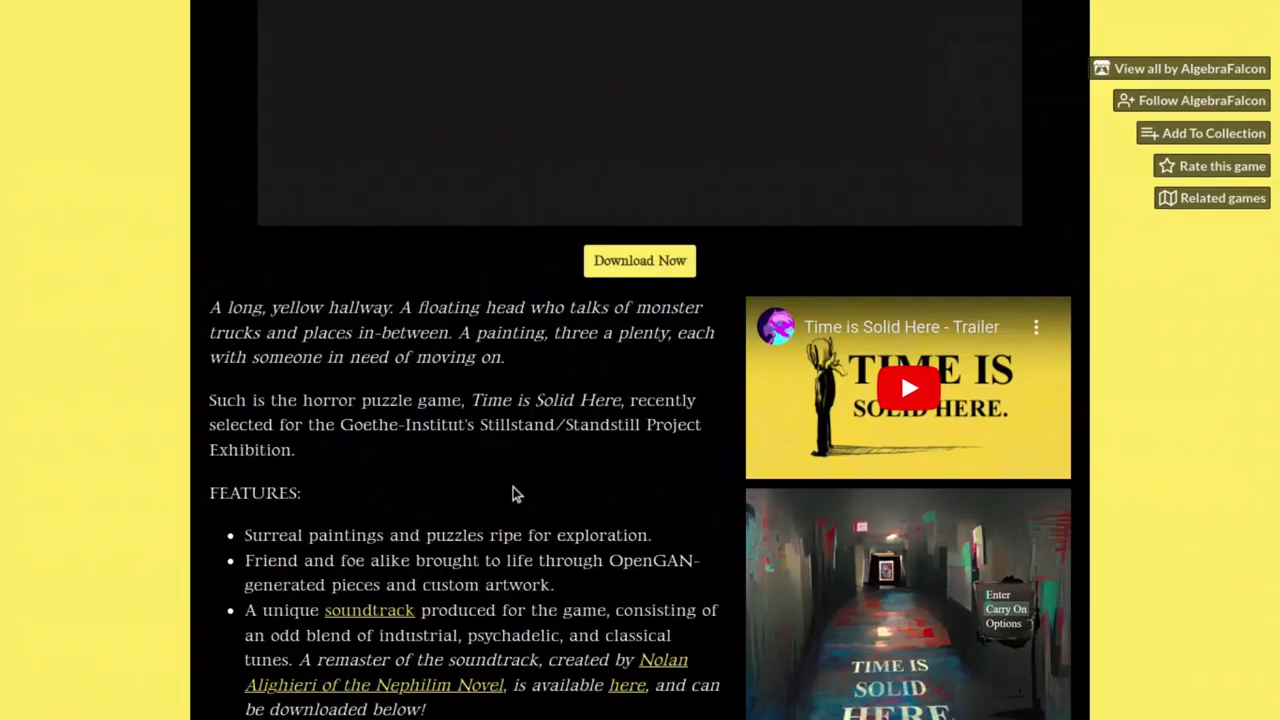 View all by AlgebraFalcon
Follow AlgebraFalcon
Add To Collection
Rate this game
Related games
Download Now
A long, yellow hallway. A floating head who talks of monster
trucks and places in-between. A painting, three a plenty, each
with someone in need of moving on.
Such is the horror puzzle game, Time is Solid Here, recently
selected for the Goethe-Institut's Stillstand/Standstill Project
Exhibition.
FEATURES:
Surreal paintings and puzzles ripe for exploration.
Friend and foe alike brought to life through OpenGAN-
generated pieces and custom artwork.
A unique soundtrack produced for the game, consisting of
an odd blend of industrial, psychadelic, and classical
tunes. A remaster of the soundtrack, created by Nolan
Alighieri of the Nephilim Novel, is available here, and can
be downloaded below!
Time is Solid Here - Trailer
TIME IS
SOLID HERE.
Enter
Carry On
Options
TIME IS
SOLID
HERE